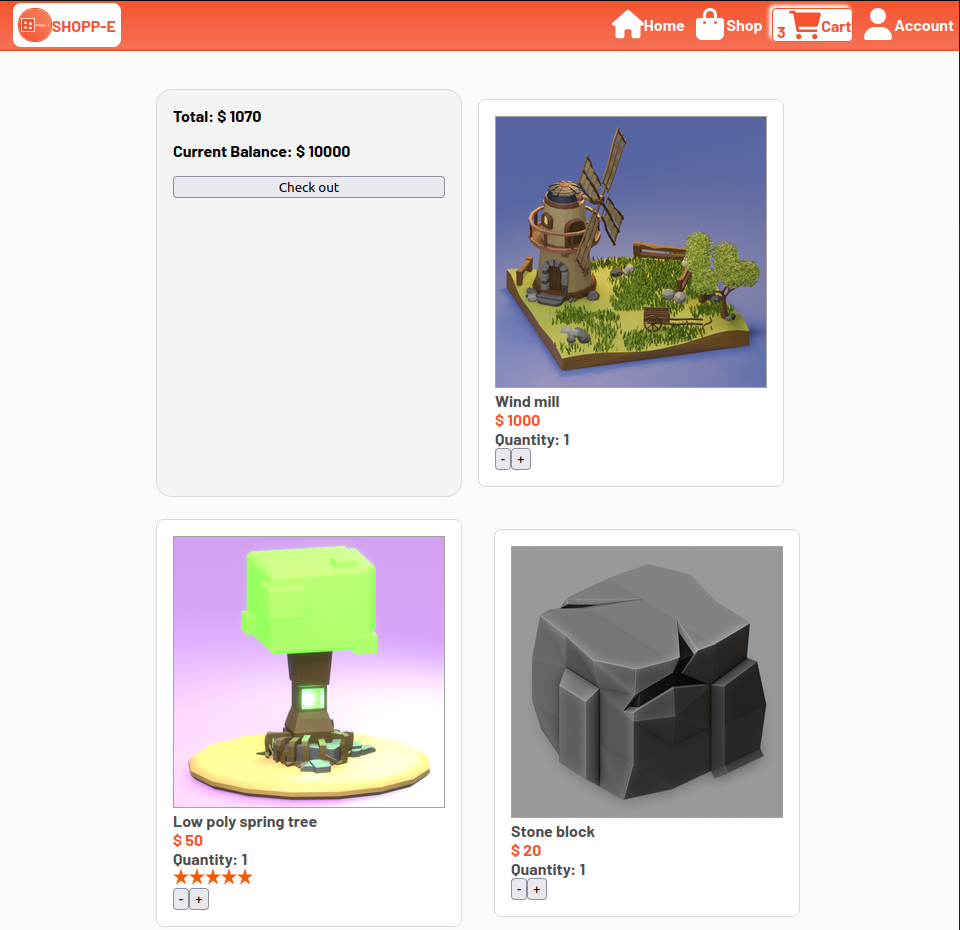 SHOPP-E
Home
Shop
3
Cart
Account
Total: $ 1070
Current Balance: $ 10000
Check out
Wind mill
$ 1000
Quantity: 1
- +
Low poly spring tree
$ 50
Quantity: 1
★★★★★
- +
Stone block
$ 20
Quantity: 1
- +